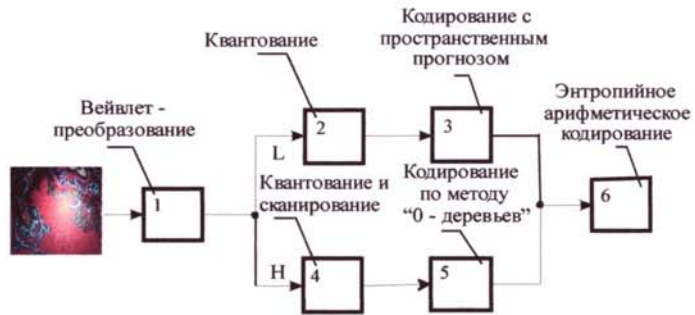 Квантование
Кодирование с
пространственным
прогнозом
Вейвлет -
преобразование
Энтропийное
арифметическое
кодирование
1
2
3
L
Квантование и
сканирование
Кодирование
по методу
“0 - деревьев”
6
H
4
5